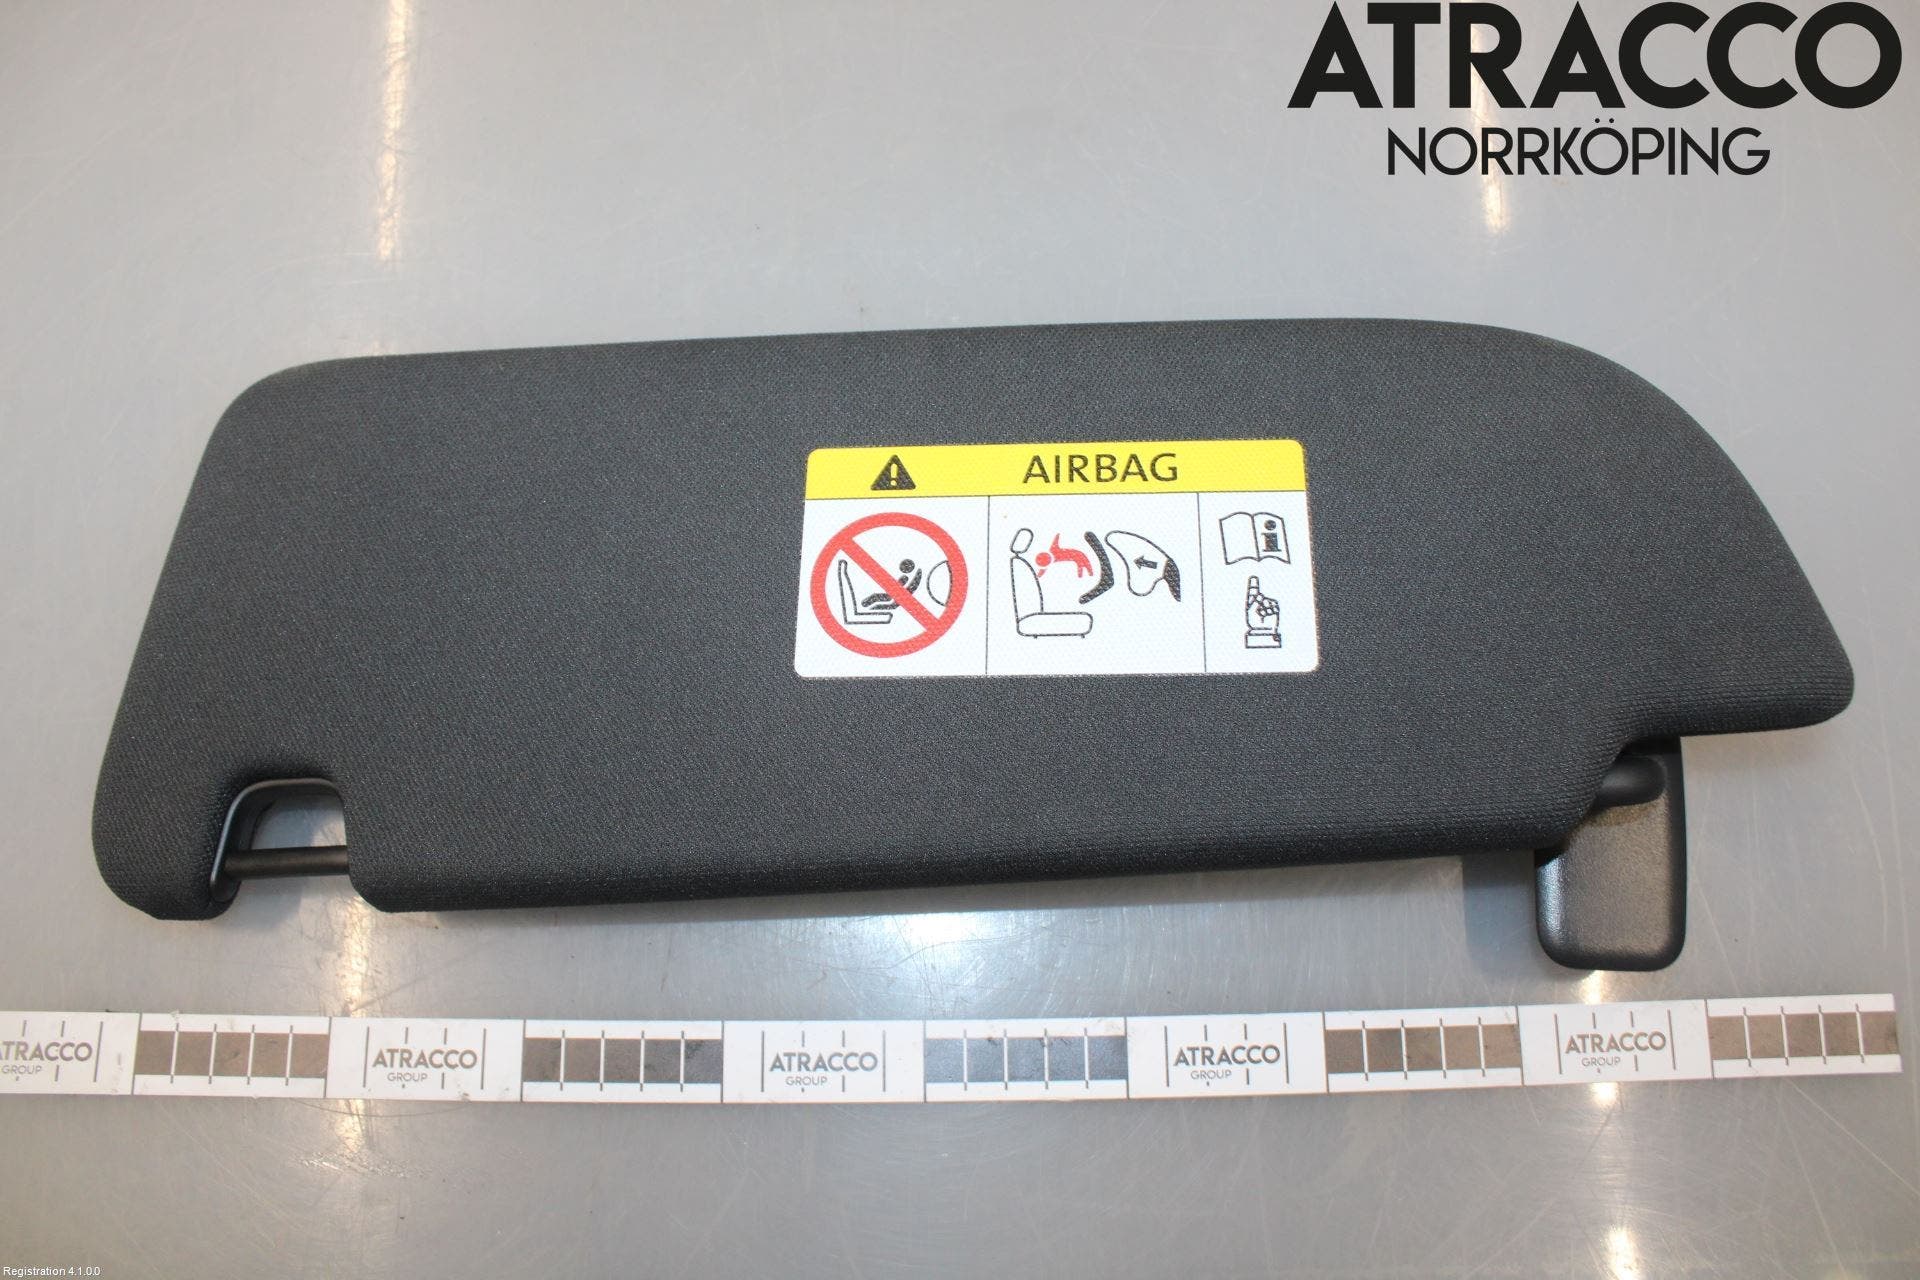 ATRACCO
NORRKÖPING
AIRBAG
ATRACCO
GROUP
ATRACCO
GROUP
ATRACCO
GROUP
ATRACCO
GROUP
ATRACCO
GROUP
Registration 4.1.0.0